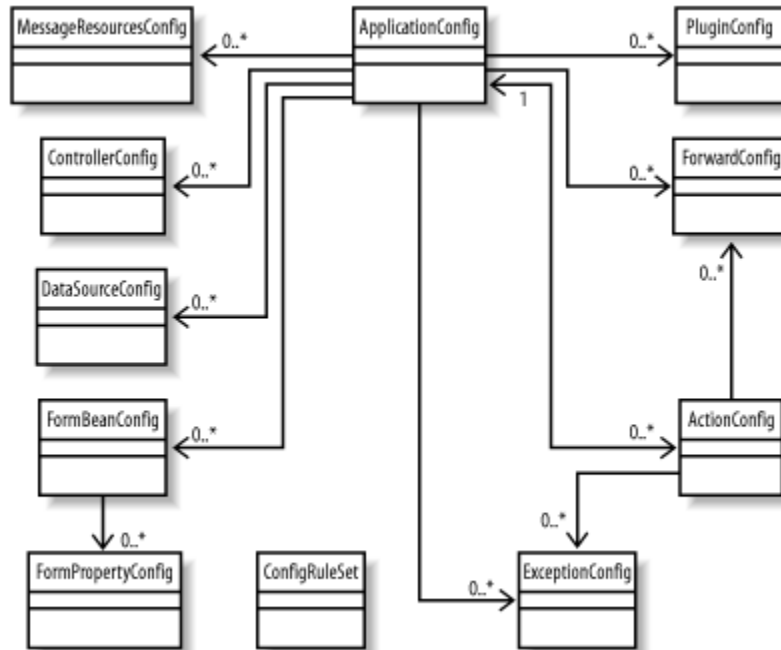 MessageResourcesConfig
ApplicationConfig
PluginConfig
0..*
0..*
1
ControllerConfig
ForwardConfig
0..*
0..*
DataSourceConfig
0..*
0..*
FormBeanConfig
ActionConfig
0..*
0..*
0..*
0..*
FormPropertyConfig
ConfigRuleSet
ExceptionConfig
0..*